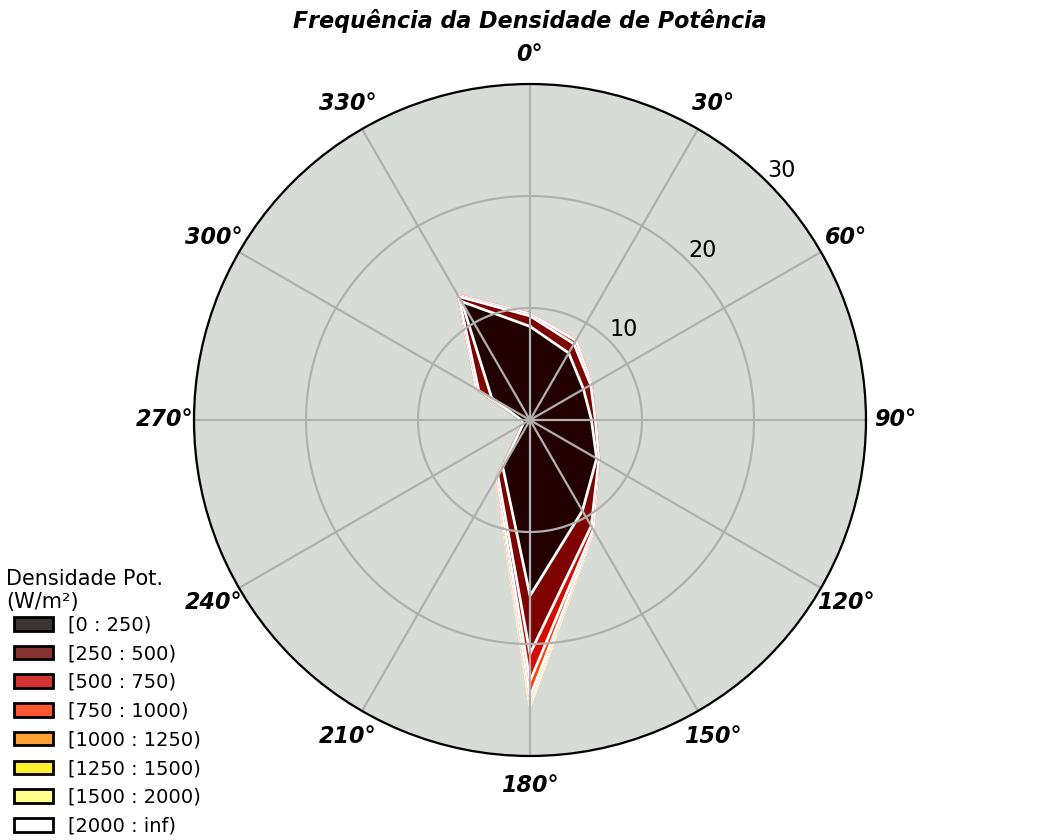 Frequência da Densidade de Potência
0°
330°
30°
30
300°
60°
20
10
270°
90°
Densidade Pot.
(W/m²)
240°
120°
[0 : 250)
[250 : 500)
[500 : 750)
[750 : 1000)
210°
150°
[1000 : 1250)
[1250 : 1500)
180°
[1500 : 2000)
[2000 : inf)